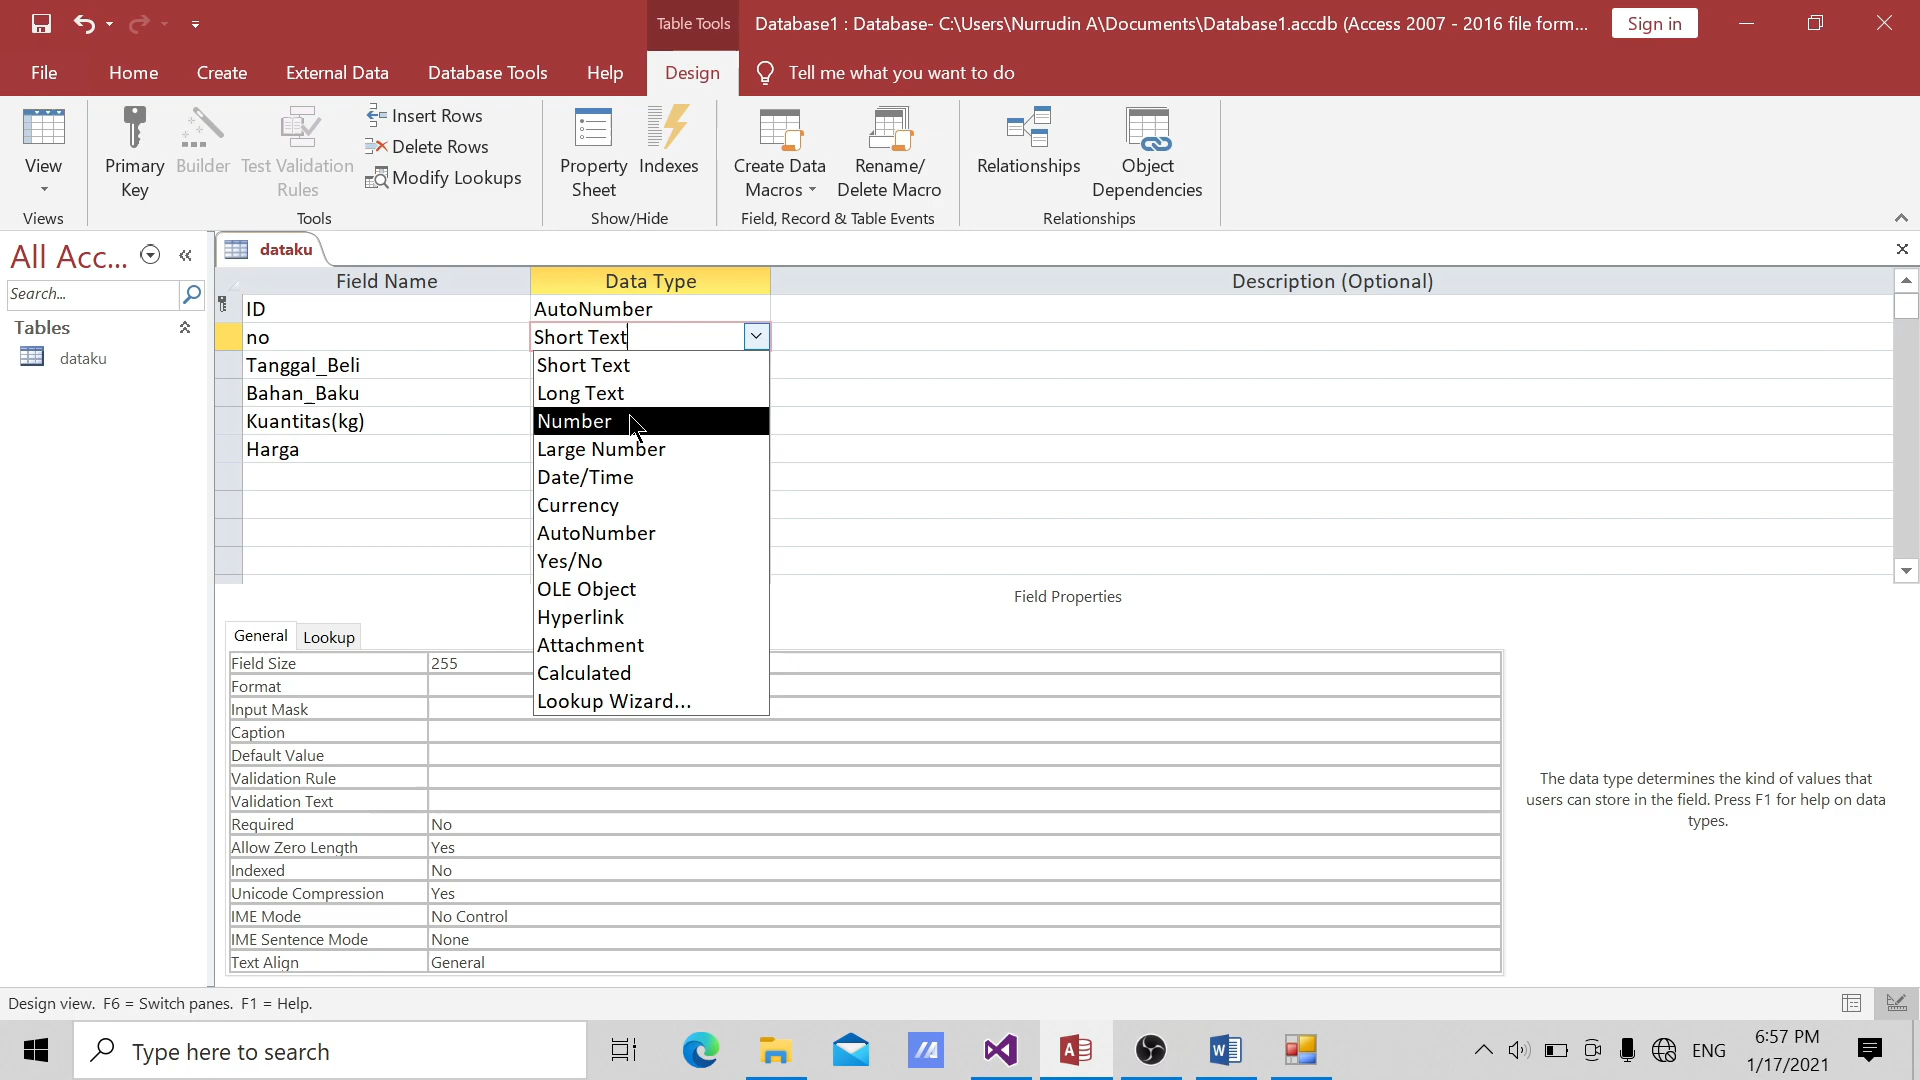 Table Tools
Database1 : Database- C:\Users\Nurrudin A\Documents\Database1.accdb (Access 2007 - 2016 file form...
Sign in
File
Home
Create
External Data
Database Tools
Help
Design
Tell me what you want to do
View
Primary Key
Builder
Test Validation Rules
Insert Rows
Delete Rows
Modify Lookups
Property Sheet
Indexes
Create Data Macros
Rename/ Delete Macro
Relationships
Object Dependencies
Views
Tools
Show/Hide
Field, Record & Table Events
Relationships
All Acc...
Search...
Tables
dataku
dataku
Field Name
Data Type
Description (Optional)
ID
AutoNumber
no
Short Text
Tanggal_Beli
Bahan_Baku
Kuantitas(kg)
Harga
Short Text
Long Text
Number
Large Number
Date/Time
Currency
AutoNumber
Yes/No
OLE Object
Hyperlink
Attachment
Calculated
Lookup Wizard...
Field Properties
General
Lookup
Field Size 255
Format
Input Mask
Caption
Default Value
Validation Rule
Validation Text
Required No
Allow Zero Length Yes
Indexed No
Unicode Compression Yes
IME Mode No Control
IME Sentence Mode None
Text Align General
The data type determines the kind of values that
users can store in the field. Press F1 for help on data
types.
Design view. F6 = Switch panes. F1 = Help.
Type here to search
ENG
6:57 PM
1/17/2021